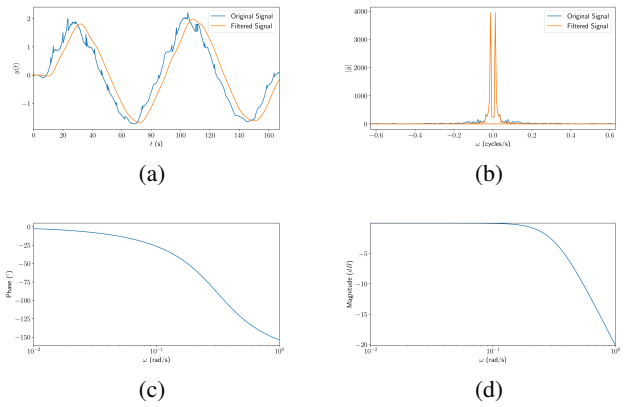 Original Signal
Filtered Signal
y(t)
2
1
0
−1
0 20 40 60 80 100 120 140 160
t (s)
(a)
Original Signal
Filtered Signal
|ŷ|
4000
3000
2000
1000
0
−0.6 −0.4 −0.2 0.0 0.2 0.4 0.6
ω (cycles/s)
(b)
Phase (°)
0
−25
−50
−75
−100
−125
−150
10⁻² 10⁻¹ 10⁰
ω (rad/s)
(c)
Magnitude (dB)
−5
−10
−15
−20
10⁻² 10⁻¹ 10⁰
ω (rad/s)
(d)